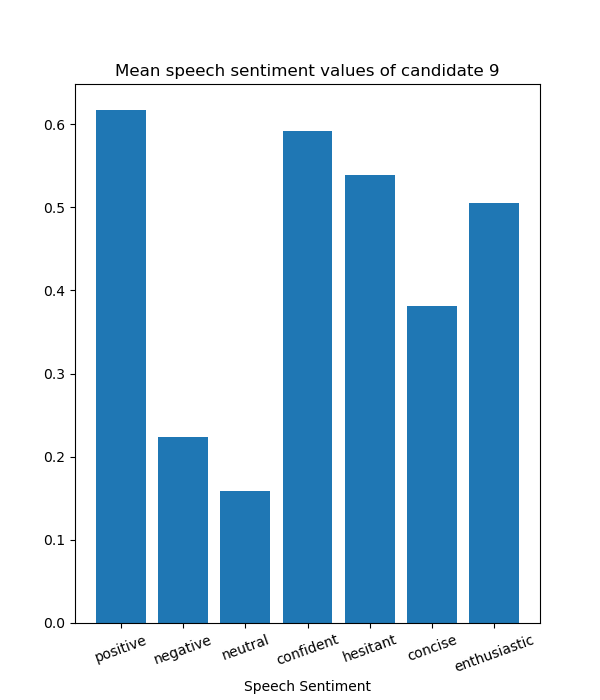 Mean speech sentiment values of candidate 9
0.6
0.5
0.4
0.3
0.2
0.1
0.0
positive negative neutral confident hesitant concise enthusiastic
Speech Sentiment